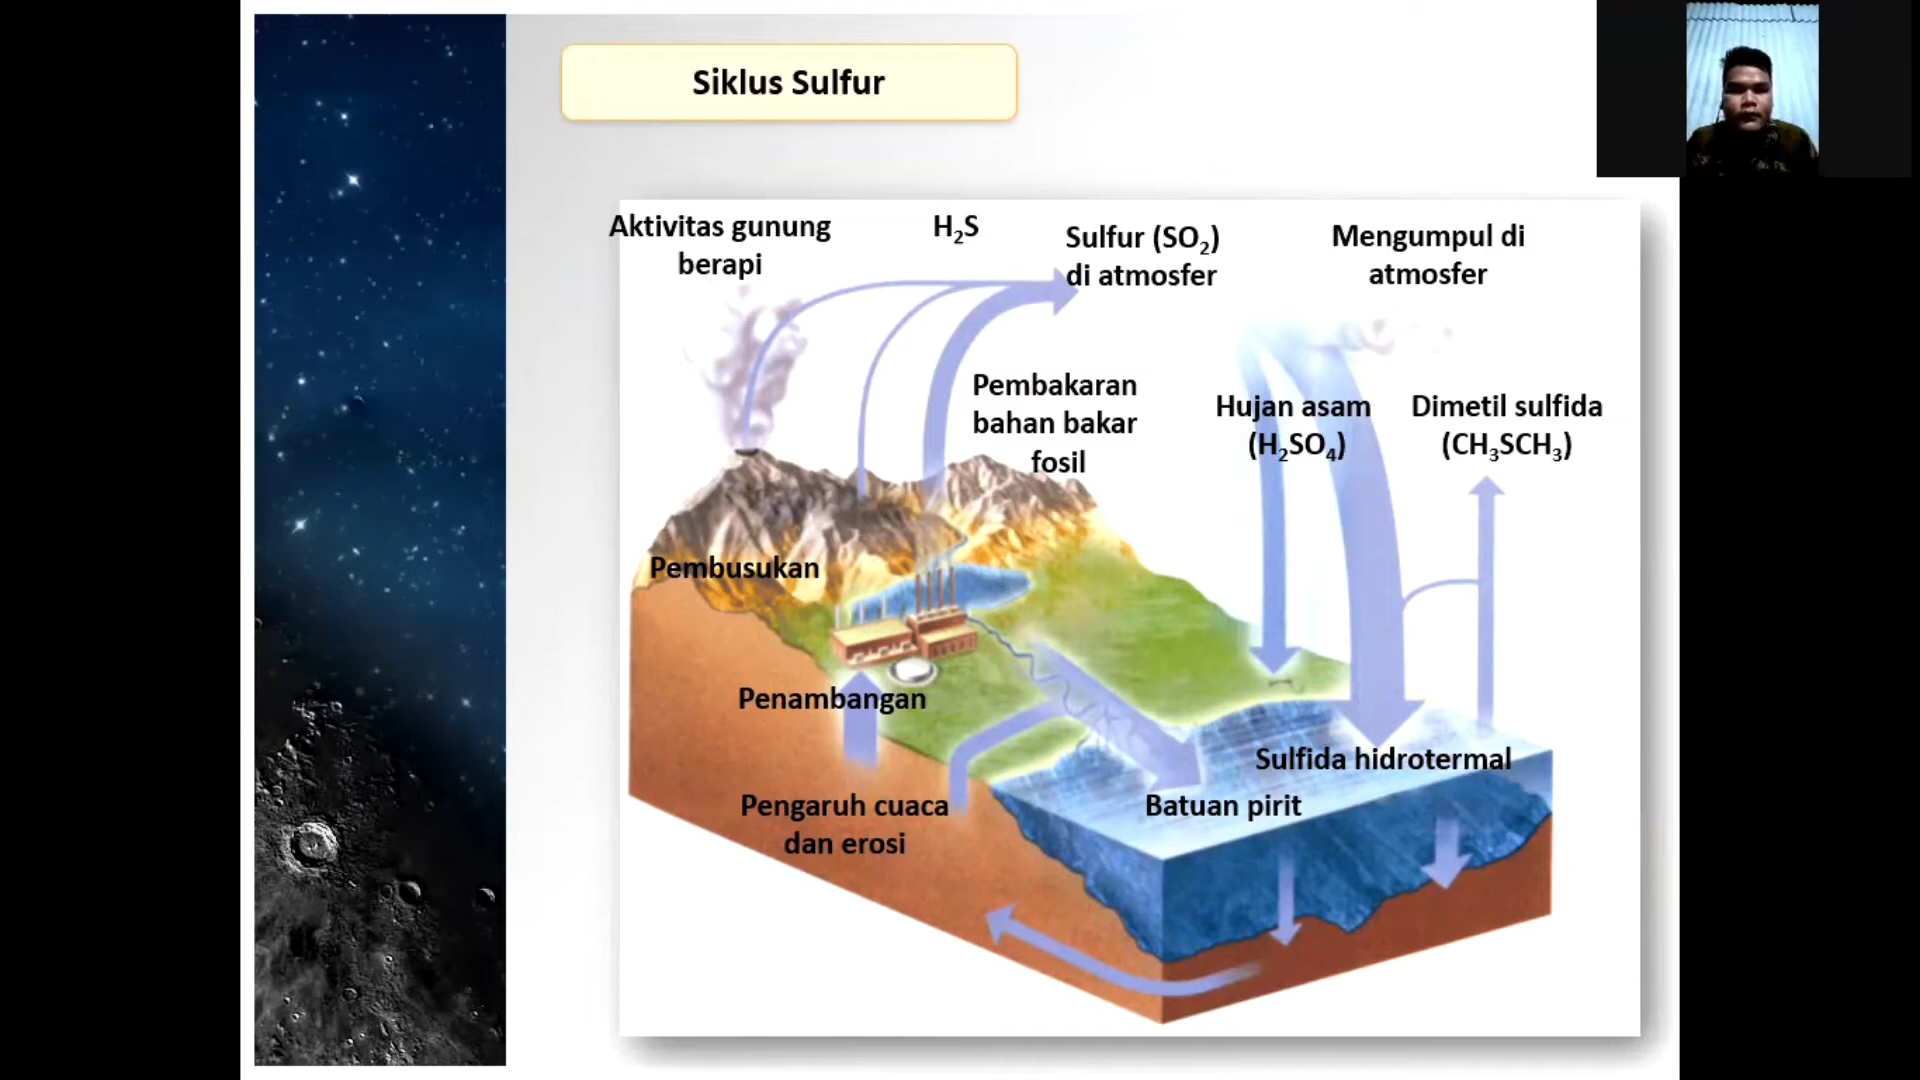 Siklus Sulfur
Aktivitas gunung
berapi
H₂S
Sulfur (SO₂)
di atmosfer
Mengumpul di
atmosfer
Pembakaran
bahan bakar
fosil
Hujan asam
(H₂SO₄)
Dimetil sulfida
(CH₃SCH₃)
Pembusukan
Penambangan
Sulfida hidrotermal
Pengaruh cuaca
dan erosi
Batuan pirit